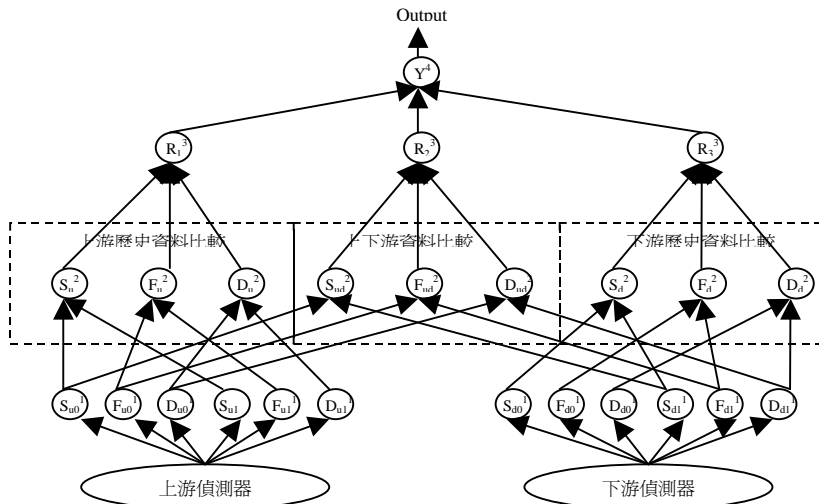 Output
Y⁴
R₁³ R₂³ R₃³
上游歷史資料比較 上下游資料比較 下游歷史資料比較
Sᵤ² Fᵤ² Dᵤ² Sud² Fud² Dud² Sd² Fd² Dd²
Su0¹ Fu0¹ Du0¹ Su1¹ Fu1¹ Du1¹ Sd0¹ Fd0¹ Dd0¹ Sd1¹ Fd1¹ Dd1¹
上游偵測器 下游偵測器